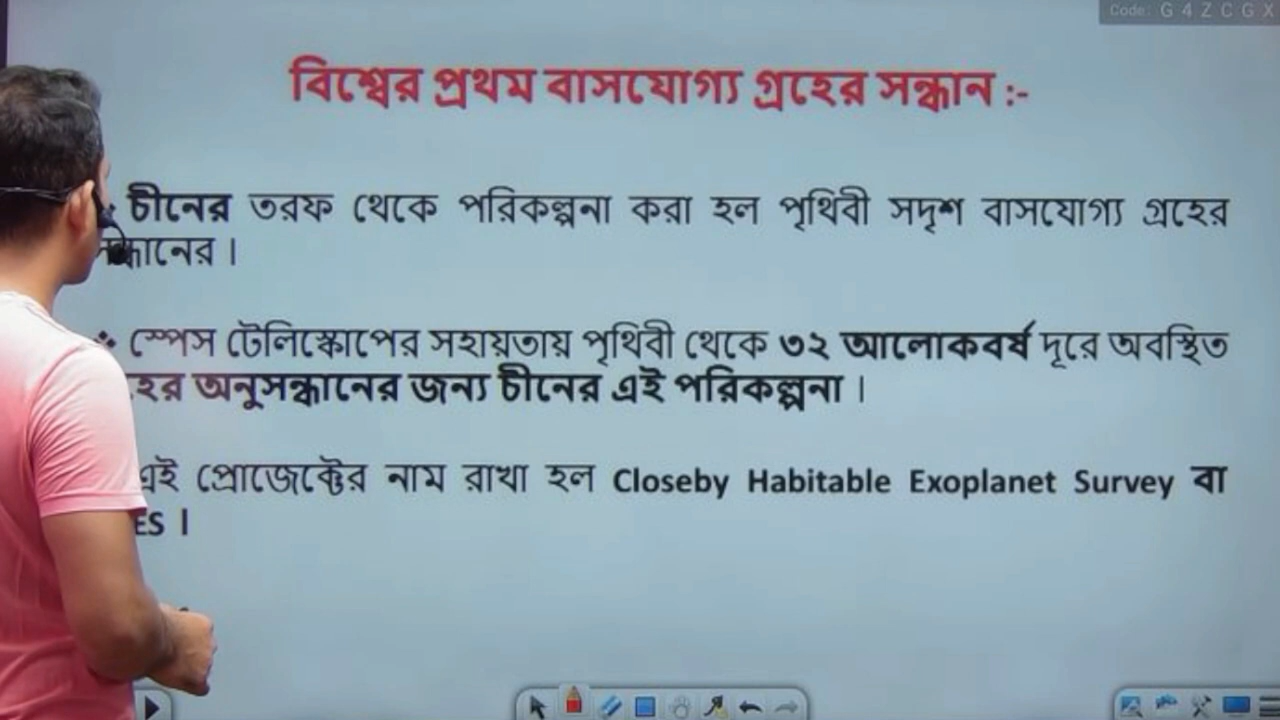 Code: G 4 Z C G X
বিশ্বের প্রথম বাসযোগ্য গ্রহের সন্ধান :-
চীনের তরফ থেকে পরিকল্পনা করা হল পৃথিবী সদৃশ বাসযোগ্য গ্রহের
সন্ধানের ।
স্পেস টেলিস্কোপের সহায়তায় পৃথিবী থেকে ৩২ আলোকবর্ষ দূরে অবস্থিত
অনুসন্ধানের জন্য চীনের এই পরিকল্পনা ।
এই প্রোজেক্টের নাম রাখা হল Closeby Habitable Exoplanet Survey বা
ES ।